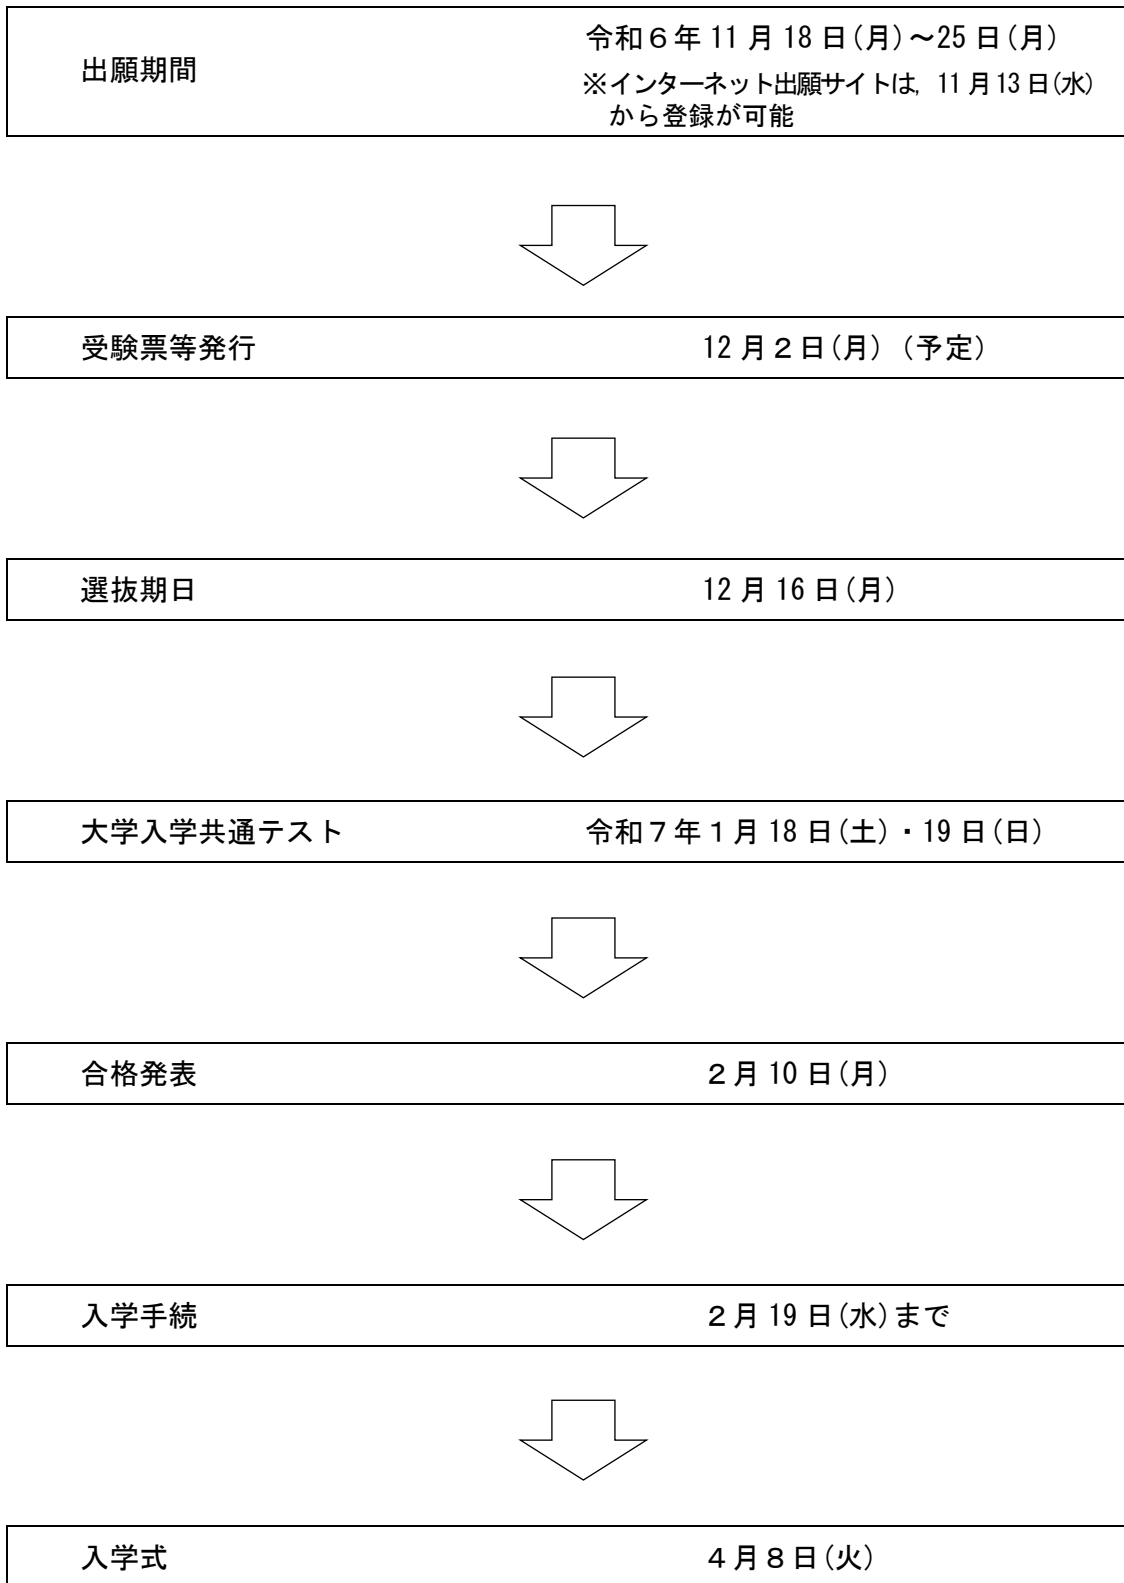 出願期間
令和６年 11 月 18 日(月)～25 日(月)
※インターネット出願サイトは，11 月 13 日(水)
から登録が可能
受験票等発行 12 月２日(月)（予定）
選抜期日 12 月 16 日(月)
大学入学共通テスト 令和７年１月 18 日(土)・19 日(日)
合格発表 ２月 10 日(月)
入学手続 ２月 19 日(水)まで
入学式 ４月８日(火)